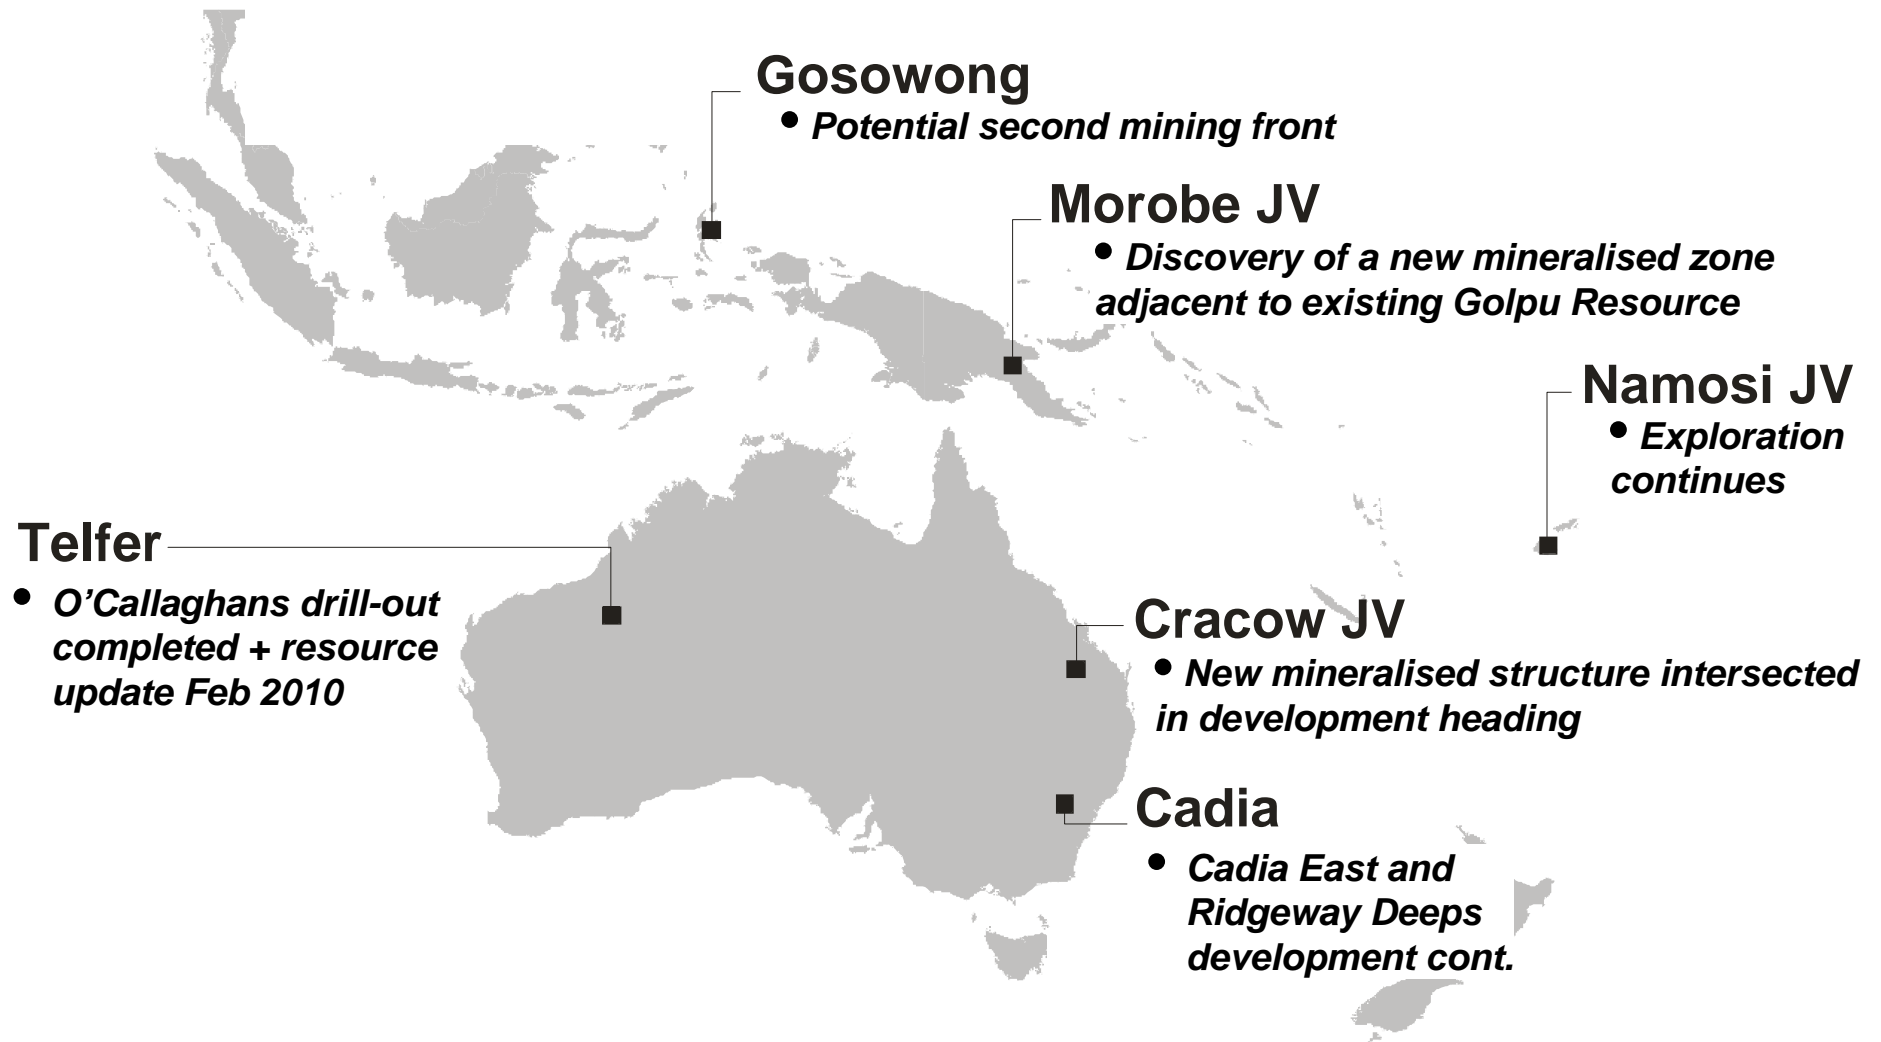 Gosowong
• Potential second mining front
Morobe JV
• Discovery of a new mineralised zone
adjacent to existing Golpu Resource
Namosi JV
• Exploration
continues
Telfer
• O’Callaghans drill-out
completed + resource
update Feb 2010
Cracow JV
• New mineralised structure intersected
in development heading
Cadia
• Cadia East and
Ridgeway Deeps
development cont.